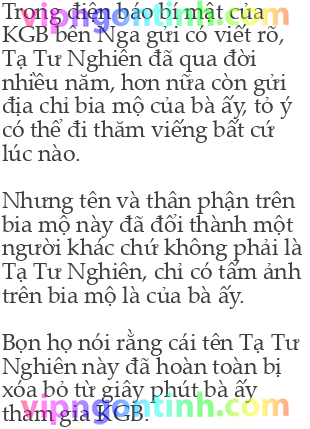 Trong điện báo bí mật của
KGB bên Nga gửi có viết rõ,
Tạ Tư Nghiên đã qua đời
nhiều năm, hơn nữa còn gửi
địa chỉ bia mộ của bà ấy, tỏ ý
có thể đi thăm viếng bất cứ
lúc nào.
Nhưng tên và thân phận trên
bia mộ này đã đổi thành một
người khác chứ không phải là
Tạ Tư Nghiên, chỉ có tấm ảnh
trên bia mộ là của bà ấy.
Bọn họ nói rằng cái tên Tạ Tư
Nghiên này đã hoàn toàn bị
xóa bỏ từ giây phút bà ấy
tham gia KGB.
vipngontinh.com
vipngontinh.com